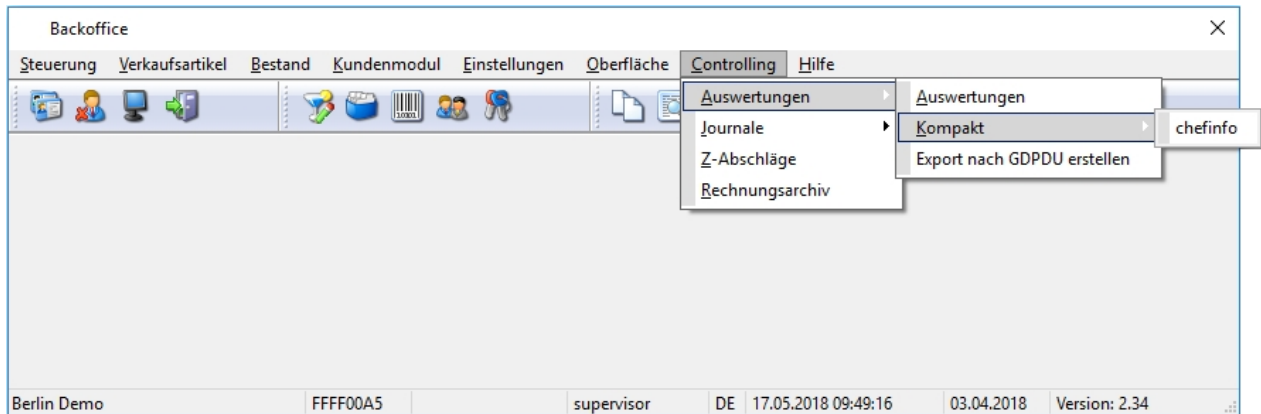 Backoffice
Steuerung Verkaufsartikel Bestand Kundenmodul Einstellungen Oberfläche Controlling Hilfe
Auswertungen Auswertungen
Journale Kompakt chefinfo
Z-Abschläge Export nach GDPDU erstellen
Rechnungsarchiv
Berlin Demo FFFF00A5 supervisor DE 17.05.2018 09:49:16 03.04.2018 Version: 2.34